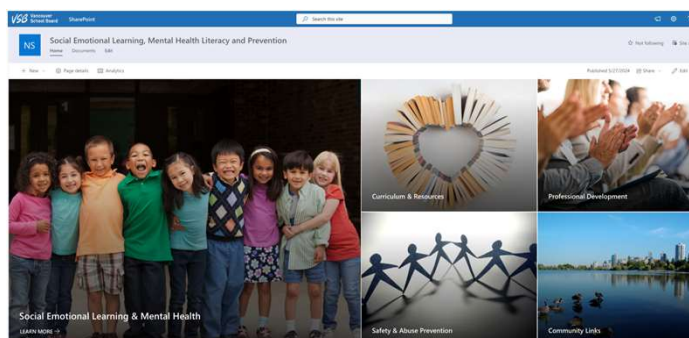 VSB Vancouver
School Board
SharePoint
Search this site
NS
Social Emotional Learning, Mental Health Literacy and Prevention
Home Documents Edit
Not following
Site
+ New
Page details
Analytics
Published 5/27/2024
Share
Edit
Curriculum & Resources
Professional Development
Social Emotional Learning & Mental Health
LEARN MORE →
Safety & Abuse Prevention
Community Links